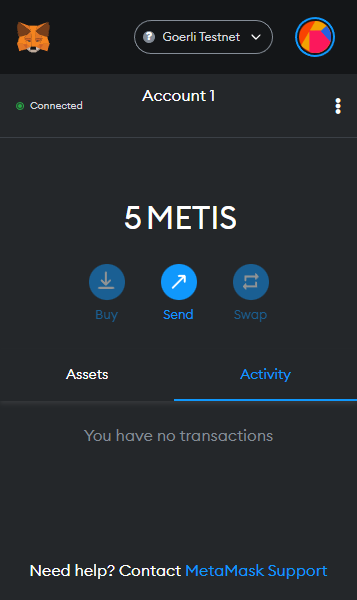 Goerli Testnet
Connected
Account 1
5 METIS
Buy
Send
Swap
Assets
Activity
You have no transactions
Need help? Contact MetaMask Support